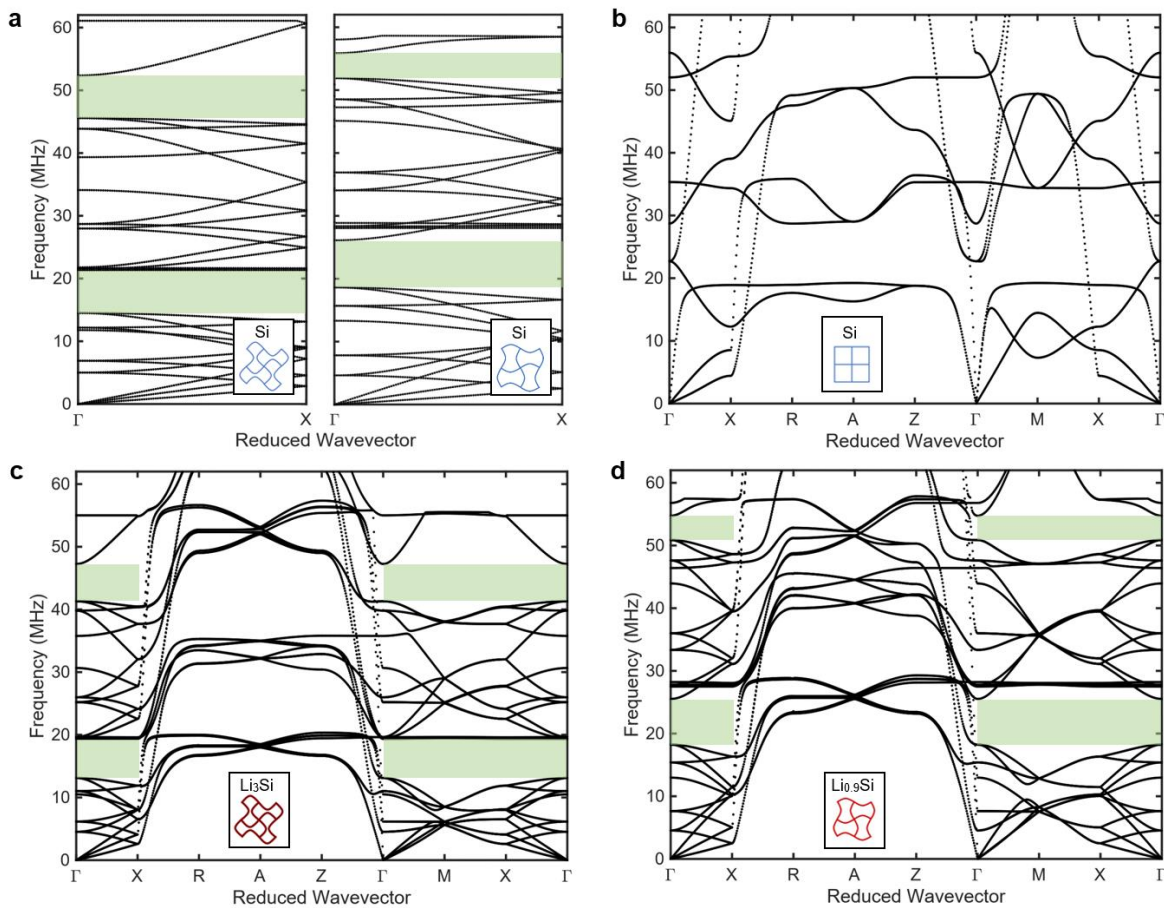 a
60
50
40
30
20
10
0
Frequency (MHz)
Si
Si
Γ
X
Γ
X
Reduced Wavevector
b
60
50
40
30
20
10
0
Frequency (MHz)
Si
Γ X R A Z Γ M X Γ
Reduced Wavevector
c
60
50
40
30
20
10
0
Frequency (MHz)
Li3Si
Γ X R A Z Γ M X Γ
Reduced Wavevector
d
60
50
40
30
20
10
0
Frequency (MHz)
Li0.9Si
Γ X R A Z Γ M X Γ
Reduced Wavevector